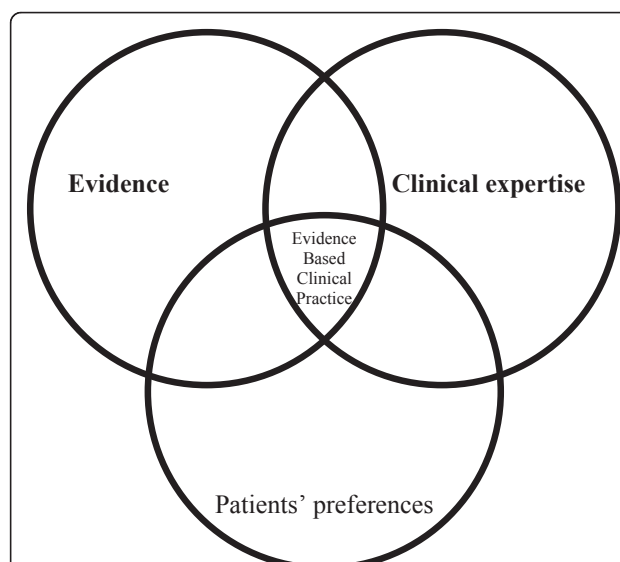 Evidence
Clinical expertise
Evidence
Based
Clinical
Practice
Patients’ preferences